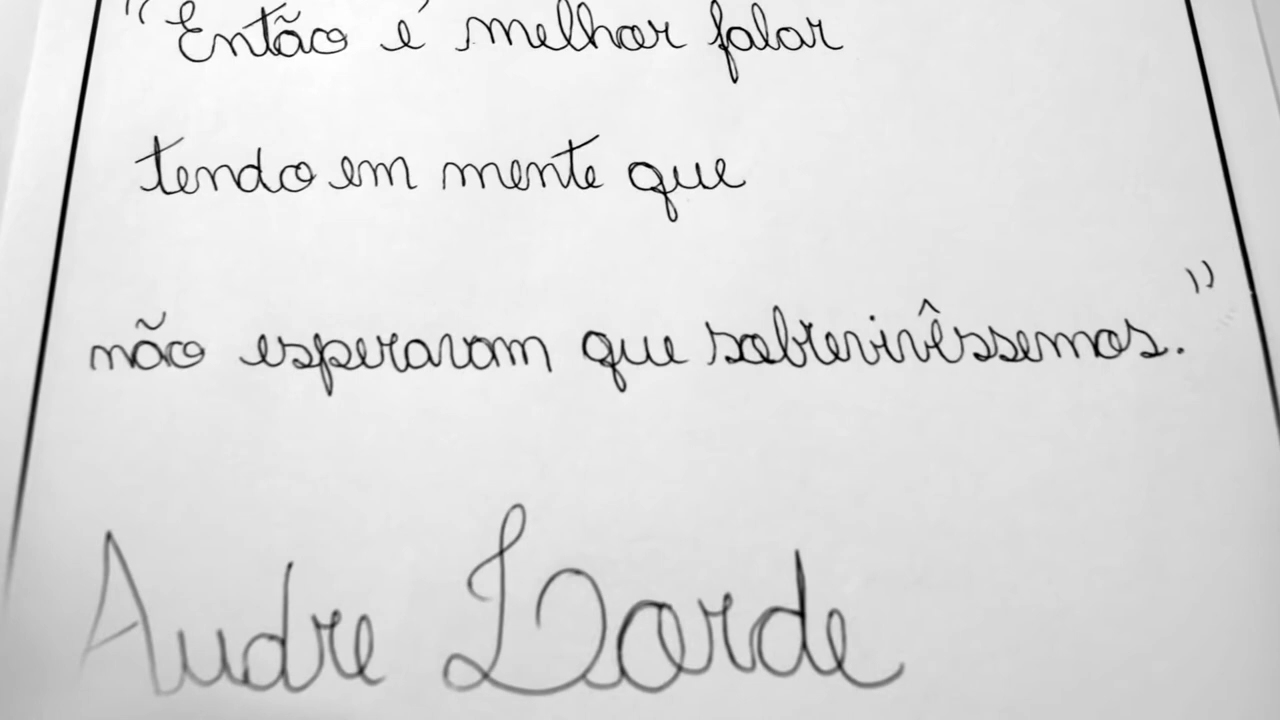 "Então é melhor falar
tendo em mente que
não esperavam que sobrevivêssemos."
Audre Lorde